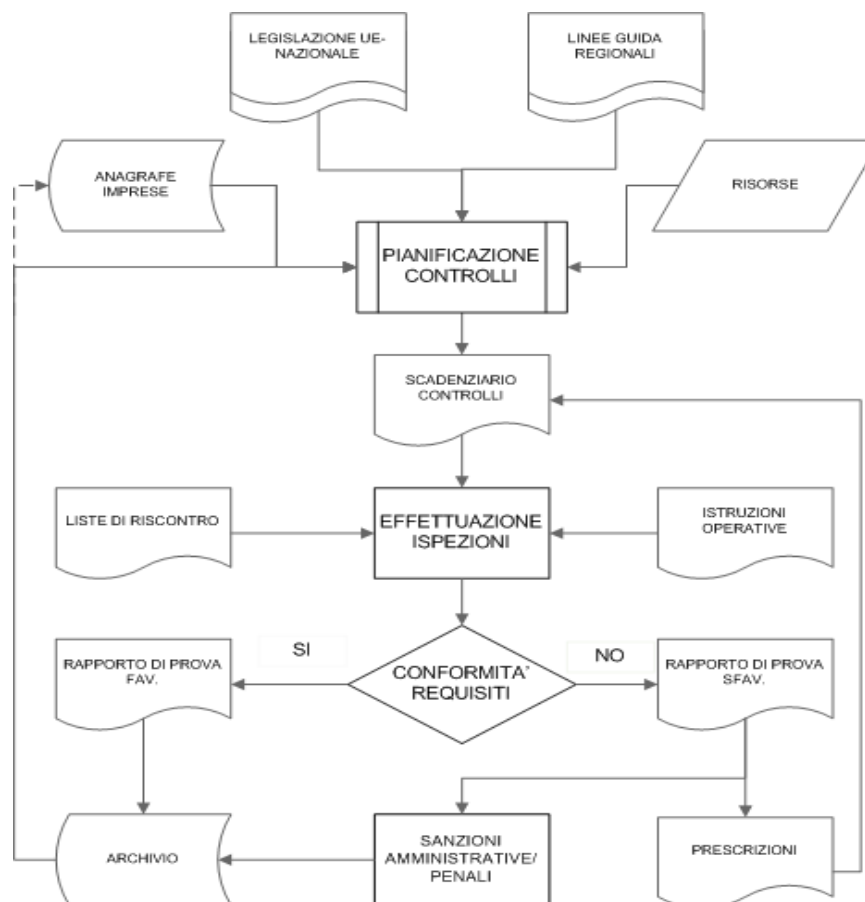 LEGISLAZIONE UE-
NAZIONALE
LINEE GUIDA
REGIONALI
ANAGRAFE
IMPRESE
RISORSE
PIANIFICAZIONE
CONTROLLI
SCADENZIARIO
CONTROLLI
LISTE DI RISCONTRO
EFFETTUAZIONE
ISPEZIONI
ISTRUZIONI
OPERATIVE
SI
NO
RAPPORTO DI PROVA
FAV.
CONFORMITA'
REQUISITI
RAPPORTO DI PROVA
SFAV.
ARCHIVIO
SANZIONI
AMMINISTRATIVE/
PENALI
PRESCRIZIONI